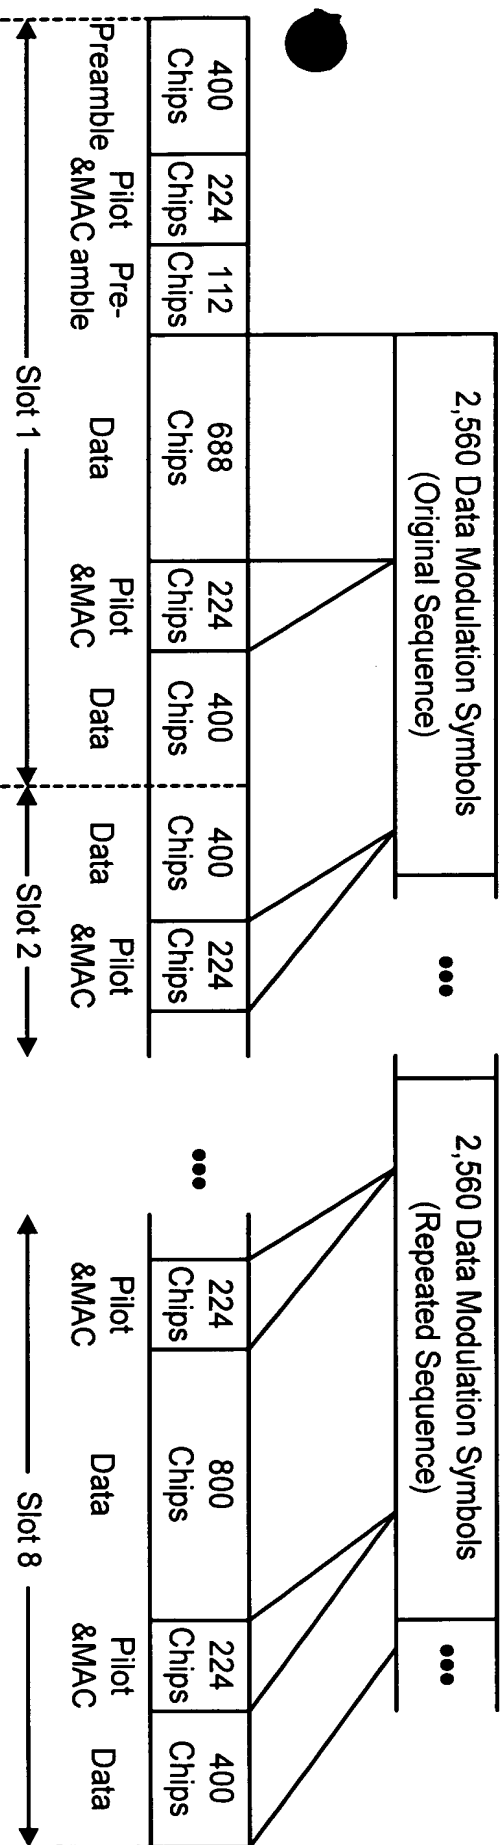 2,560 Data Modulation Symbols
(Original Sequence)
•••
2,560 Data Modulation Symbols
(Repeated Sequence)
•••
400
Chips
224
Chips
112
Chips
688
Chips
224
Chips
400
Chips
400
Chips
224
Chips
•••
224
Chips
800
Chips
224
Chips
400
Chips
Preamble
Pilot
&MAC
Pre-
amble
Data
Pilot
&MAC
Data
Data
Pilot
&MAC
Pilot
&MAC
Data
Pilot
&MAC
Data
Slot 1
Slot 2
Slot 8